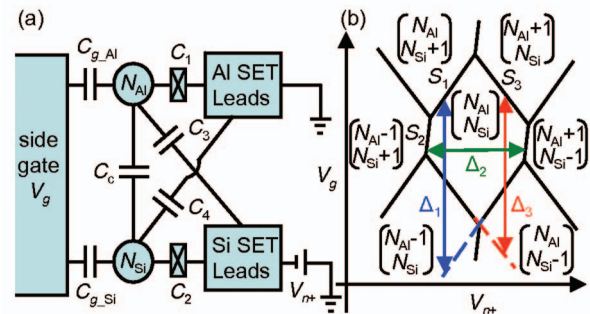 (a)
C_g_Al
C_1
N_Al
Al SET
Leads
side
gate
V_g
C_c
C_3
C_4
N_Si
Si SET
Leads
C_g_Si
C_2
V_n+
(b)
(N_Al
N_Si+1)
(N_Al+1
N_Si)
S_1
S_3
(N_Al
N_Si)
(N_Al-1
N_Si+1)
S_2
(N_Al+1
N_Si-1)
Δ_2
V_g
Δ_1
Δ_3
(N_Al-1
N_Si)
(N_Al
N_Si-1)
V_n+